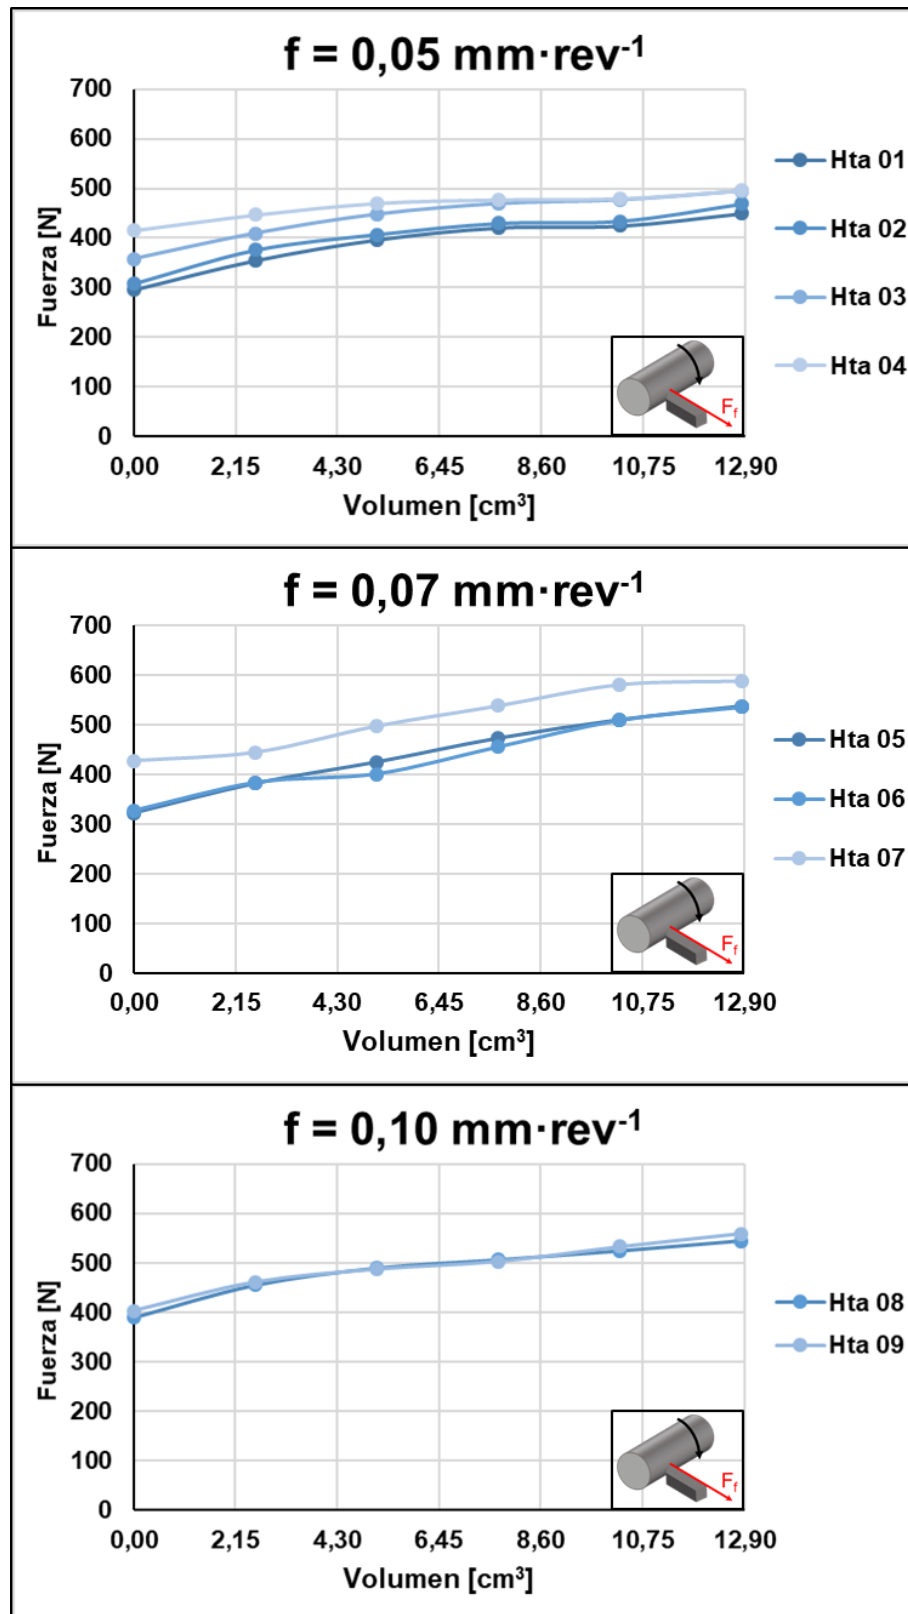 f = 0,05 mm·rev⁻¹
700
600
500
400
300
200
100
0
Fuerza [N]
0,00 2,15 4,30 6,45 8,60 10,75 12,90
Volumen [cm³]
Hta 01
Hta 02
Hta 03
Hta 04
Ff
f = 0,07 mm·rev⁻¹
700
600
500
400
300
200
100
0
Fuerza [N]
0,00 2,15 4,30 6,45 8,60 10,75 12,90
Volumen [cm³]
Hta 05
Hta 06
Hta 07
Ff
f = 0,10 mm·rev⁻¹
700
600
500
400
300
200
100
0
Fuerza [N]
0,00 2,15 4,30 6,45 8,60 10,75 12,90
Volumen [cm³]
Hta 08
Hta 09
Ff